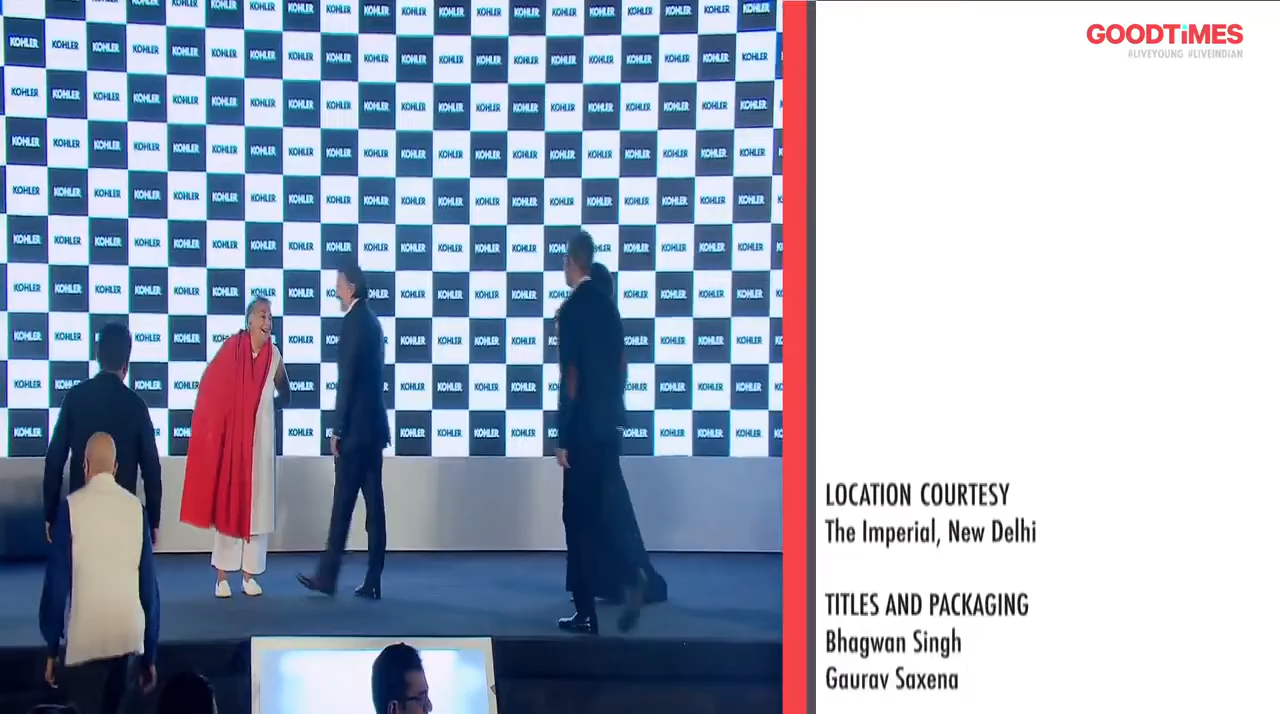 GOODTiMES
#LIVEYOUNG #LIVEINDIAN
KOHLER
LOCATION COURTESY
The Imperial, New Delhi
TITLES AND PACKAGING
Bhagwan Singh
Gaurav Saxena